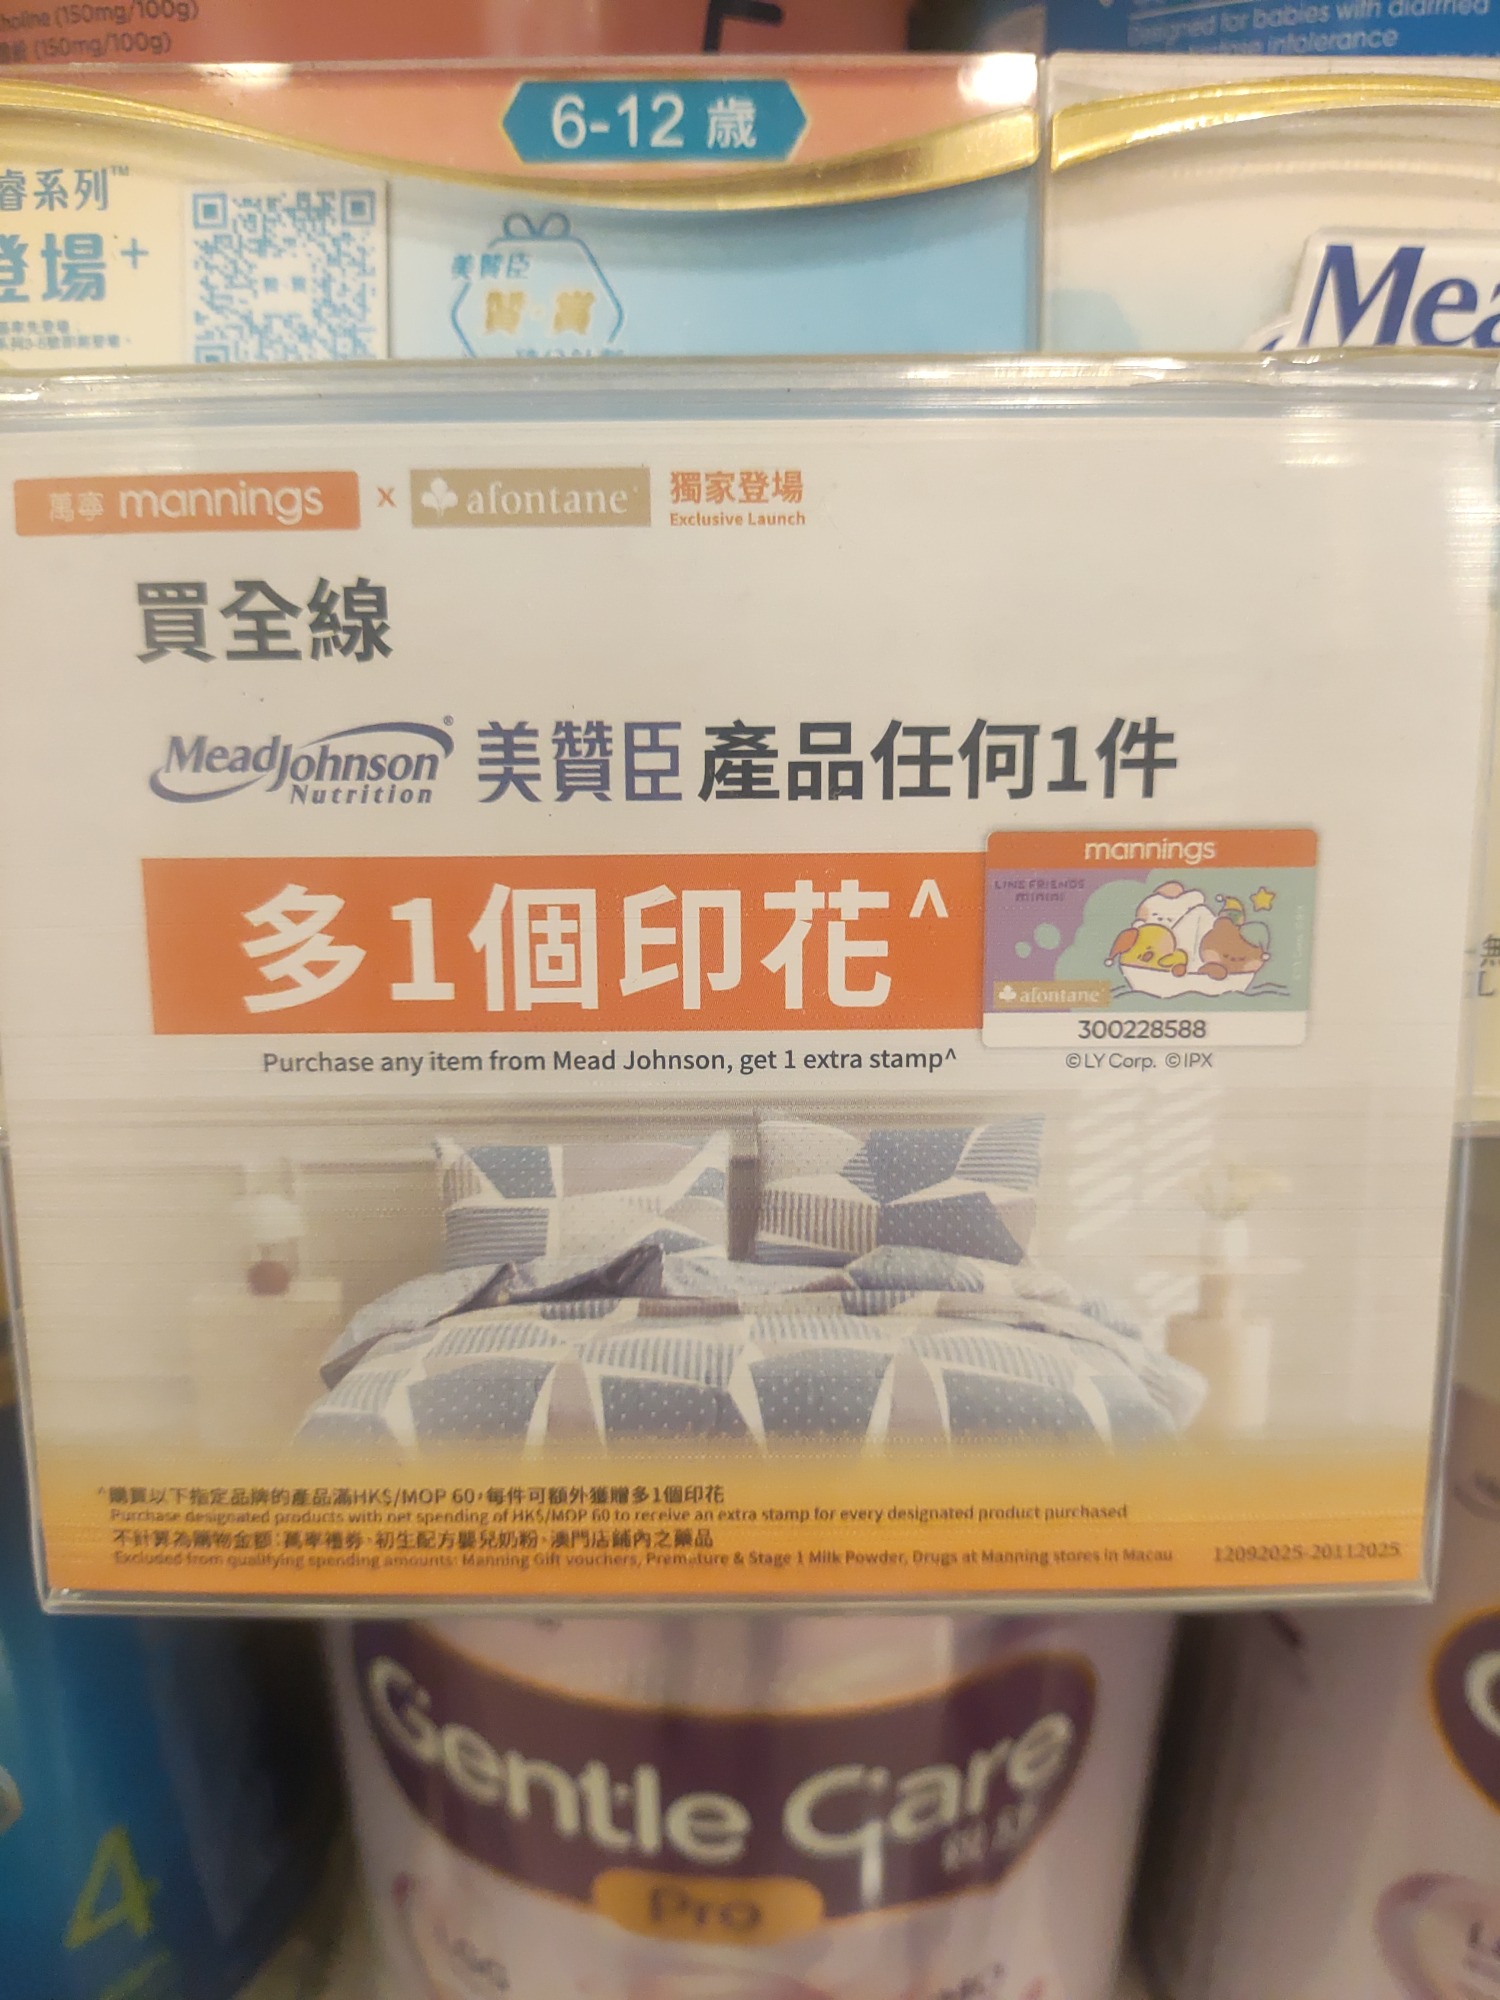 (150mg/100g)
(150mg/100g)
Designed for babies with
intolerance
6-12 歲
睿系列™
登場+
美贊臣
贊·賞
Mea
萬寧 mannings x afontane 獨家登場
Exclusive Launch
買全線
MeadJohnson® 美贊臣 產品任何1件
Nutrition
多1個印花^
mannings
LINE FRIENDS
minini
afontane
300228588
Purchase any item from Mead Johnson, get 1 extra stamp^
©LY Corp. ©IPX
^購買以下指定品牌的產品滿HK$/MOP 60，每件可額外獲贈多1個印花
Purchase designated products with net spending of HK$/MOP 60 to receive an extra stamp for every designated product purchased
不計算為購物金額：萬寧禮券、初生配方嬰兒奶粉、澳門店鋪內之藥品
Excluded from qualifying spending amounts: Manning Gift vouchers, Premature & Stage 1 Milk Powder, Drugs at Manning stores in Macau 12092025-20112025
Gentle Care
Pro
4